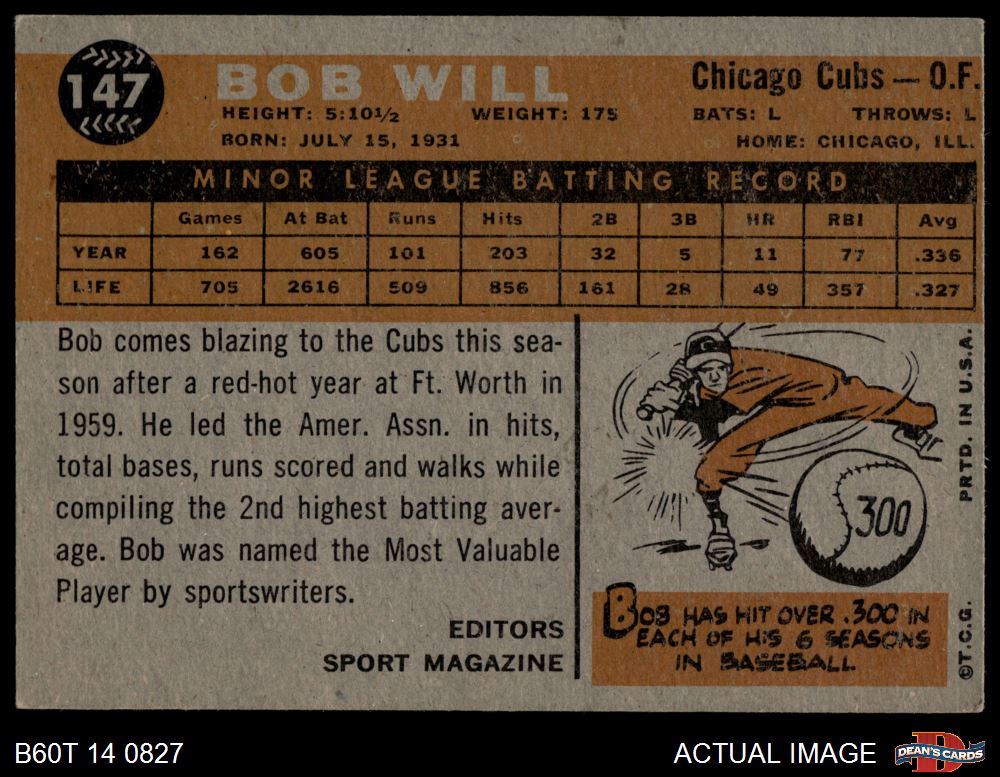 147
BOB WILL
Chicago Cubs — O.F.
HEIGHT: 5:10½ WEIGHT: 175 BATS: L THROWS: L
BORN: JULY 15, 1931 HOME: CHICAGO, ILL.
MINOR LEAGUE BATTING RECORD
Games At Bat Runs Hits 2B 3B HR RBI Avg
YEAR 162 605 101 203 32 5 11 77 .336
LIFE 705 2616 509 856 161 28 49 357 .327
Bob comes blazing to the Cubs this sea-
son after a red-hot year at Ft. Worth in
1959. He led the Amer. Assn. in hits,
total bases, runs scored and walks while
compiling the 2nd highest batting aver-
age. Bob was named the Most Valuable
Player by sportswriters.
EDITORS
SPORT MAGAZINE
C
300
BOB HAS HIT OVER .300 IN
EACH OF HIS 6 SEASONS
IN BASEBALL
©T.C.G. PRTD. IN U.S.A.
B60T 14 0827 ACTUAL IMAGE
D
DEAN'S CARDS